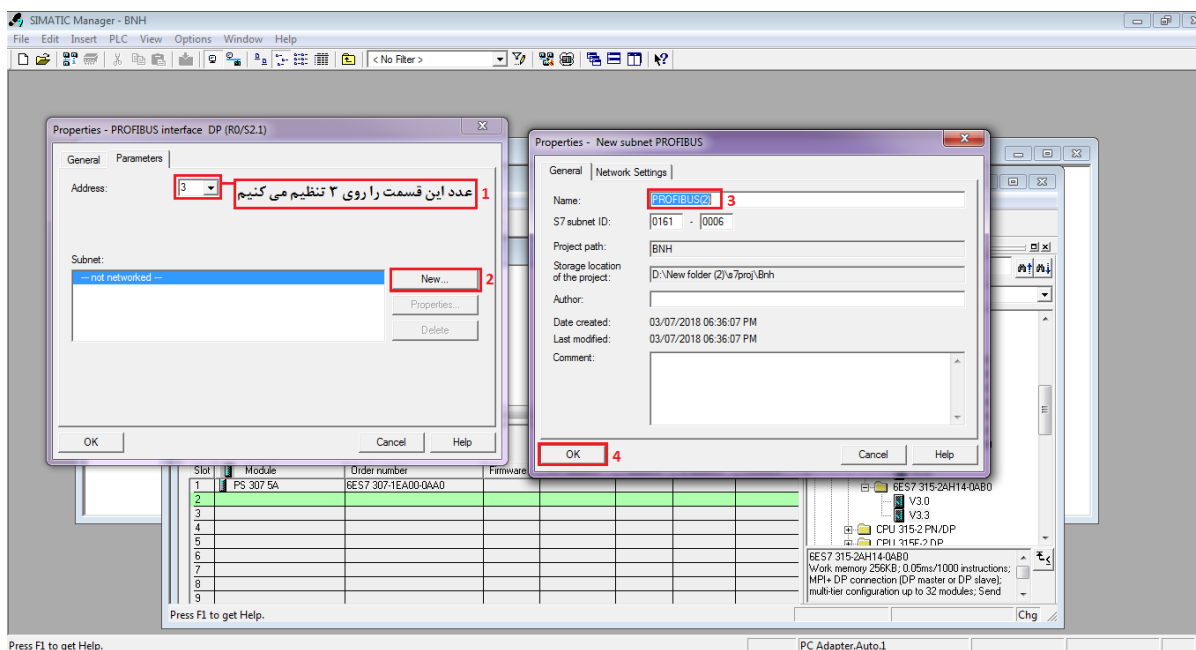 SIMATIC Manager - BNH
File Edit Insert PLC View Options Window Help
< No Filter >
Properties - PROFIBUS interface DP (R0/S2.1)
General Parameters
Address:
3
عدد این قسمت را روی ۳ تنظیم می کنیم
1
Subnet:
--- not networked ---
New...
2
Properties...
Delete
OK
Cancel
Help
Properties - New subnet PROFIBUS
General Network Settings
Name:
PROFIBUS(2)
3
S7 subnet ID:
0161 - 0006
Project path:
BNH
Storage location
of the project:
D:\New folder (2)\s7proj\Bnh
Author:
Date created:
03/07/2018 06:36:07 PM
Last modified:
03/07/2018 06:36:07 PM
Comment:
OK
4
Cancel
Help
Slot Module Order number Firmware
1 PS 307 5A 6ES7 307-1EA00-0AA0
2
3
4
5
6
7
8
9
6ES7 315-2AH14-0AB0
V3.0
V3.3
CPU 315-2 PN/DP
CPU 315F-2 DP
6ES7 315-2AH14-0AB0
Work memory 256KB; 0.05ms/1000 instructions;
MPI+ DP connection (DP master or DP slave);
multi-tier configuration up to 32 modules; Send
Press F1 to get Help.
Chg
Press F1 to get Help.
PC Adapter.Auto.1